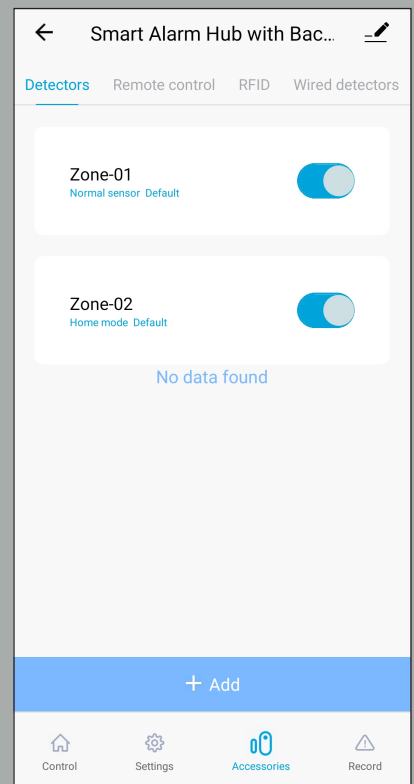 Smart Alarm Hub with Bac...
Detectors Remote control RFID Wired detectors
Zone-01
Normal sensor Default
Zone-02
Home mode Default
No data found
+ Add
Control Settings Accessories Record